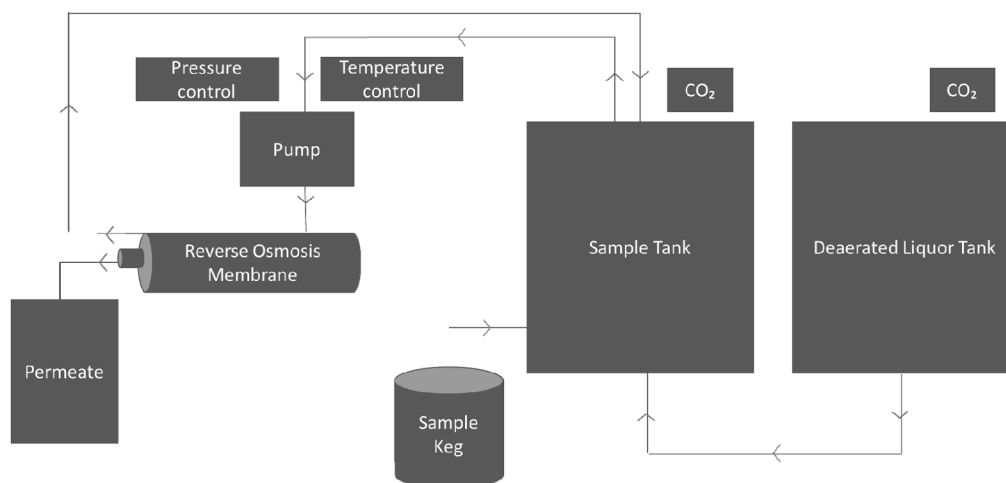 Pressure
control
Temperature
control
CO₂
CO₂
Pump
Reverse Osmosis
Membrane
Sample Tank
Deaerated Liquor Tank
Permeate
Sample
Keg